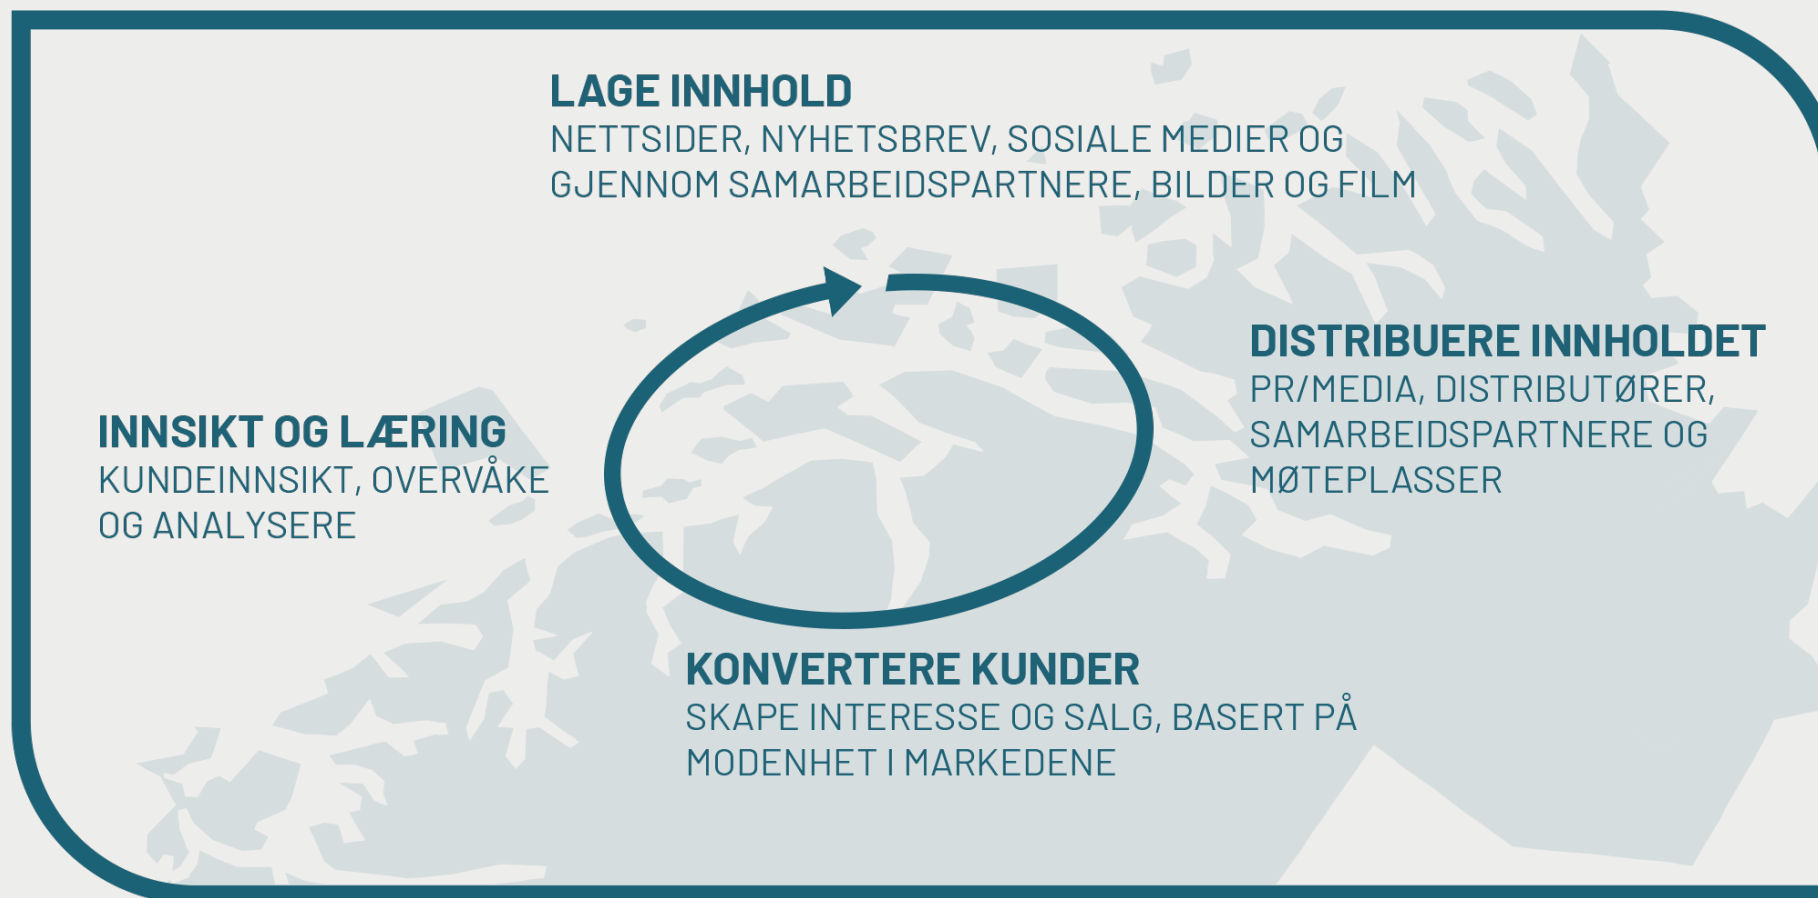 LAGE INNHOLD
NETTSIDER, NYHETSBREV, SOSIALE MEDIER OG
GJENNOM SAMARBEIDSPARTNERE, BILDER OG FILM
DISTRIBUERE INNHOLDET
PR/MEDIA, DISTRIBUTØRER,
SAMARBEIDSPARTNERE OG
MØTEPLASSER
KONVERTERE KUNDER
SKAPE INTERESSE OG SALG, BASERT PÅ
MODENHET I MARKEDENE
INNSIKT OG LÆRING
KUNDEINNSIKT, OVERVÅKE
OG ANALYSERE